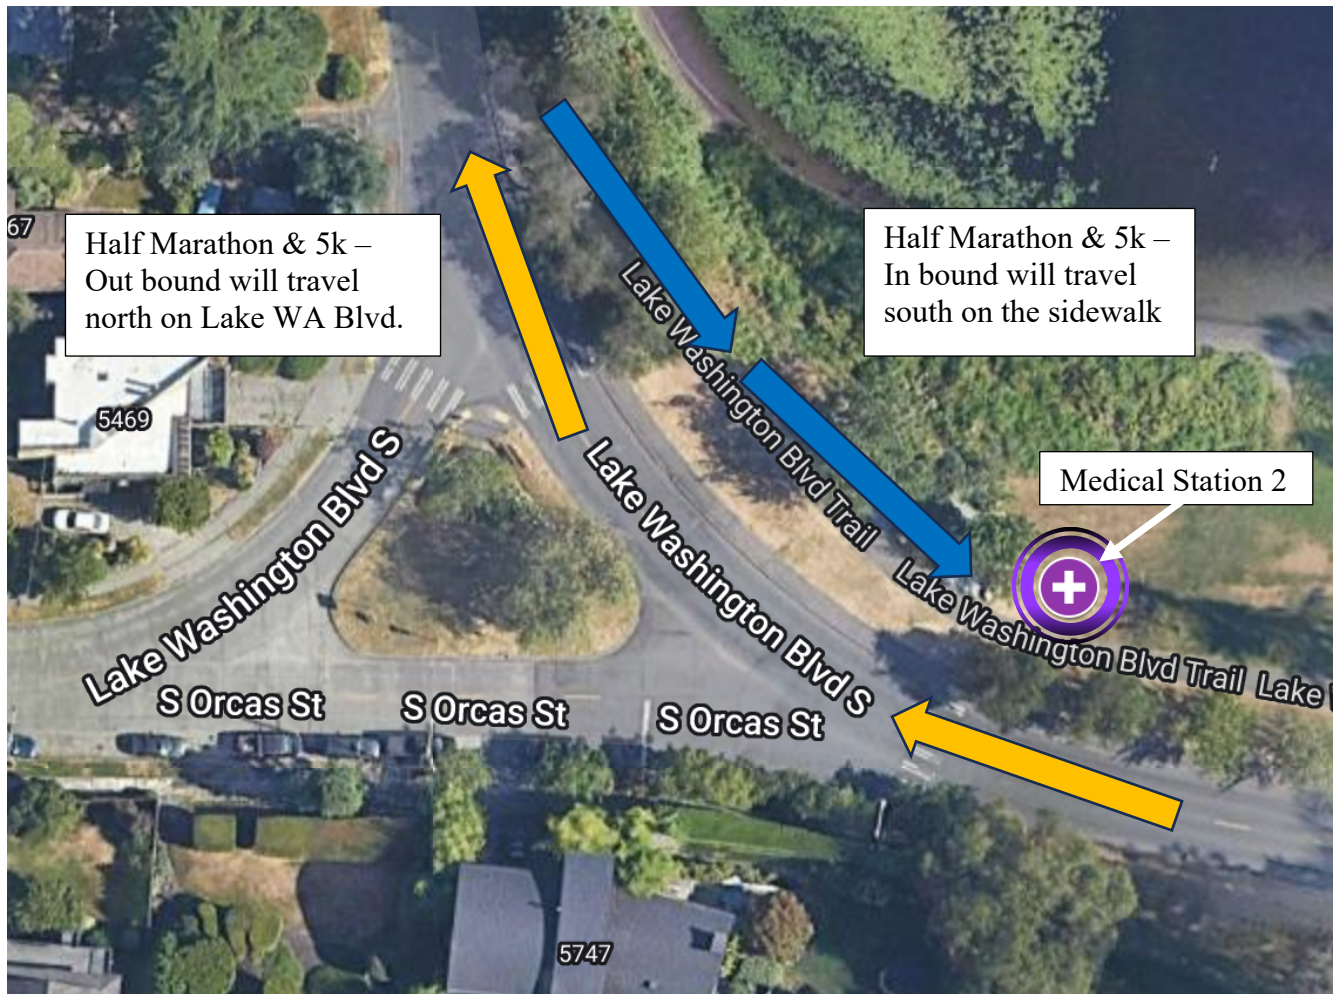 67
Half Marathon & 5k –
Out bound will travel
north on Lake WA Blvd.
Half Marathon & 5k –
In bound will travel
south on the sidewalk
Lake Washington Blvd Trail
5469
Lake Washington Blvd S
Lake Washington Blvd S
Medical Station 2
Lake Washington Blvd Trail
Lake
S Orcas St
S Orcas St
S Orcas St
5747